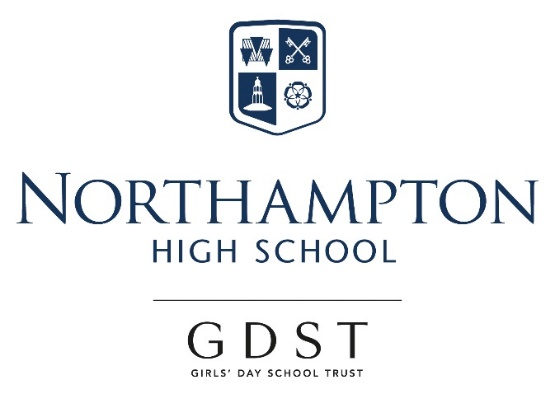 NORTHAMPTON
HIGH SCHOOL
GDST
GIRLS' DAY SCHOOL TRUST